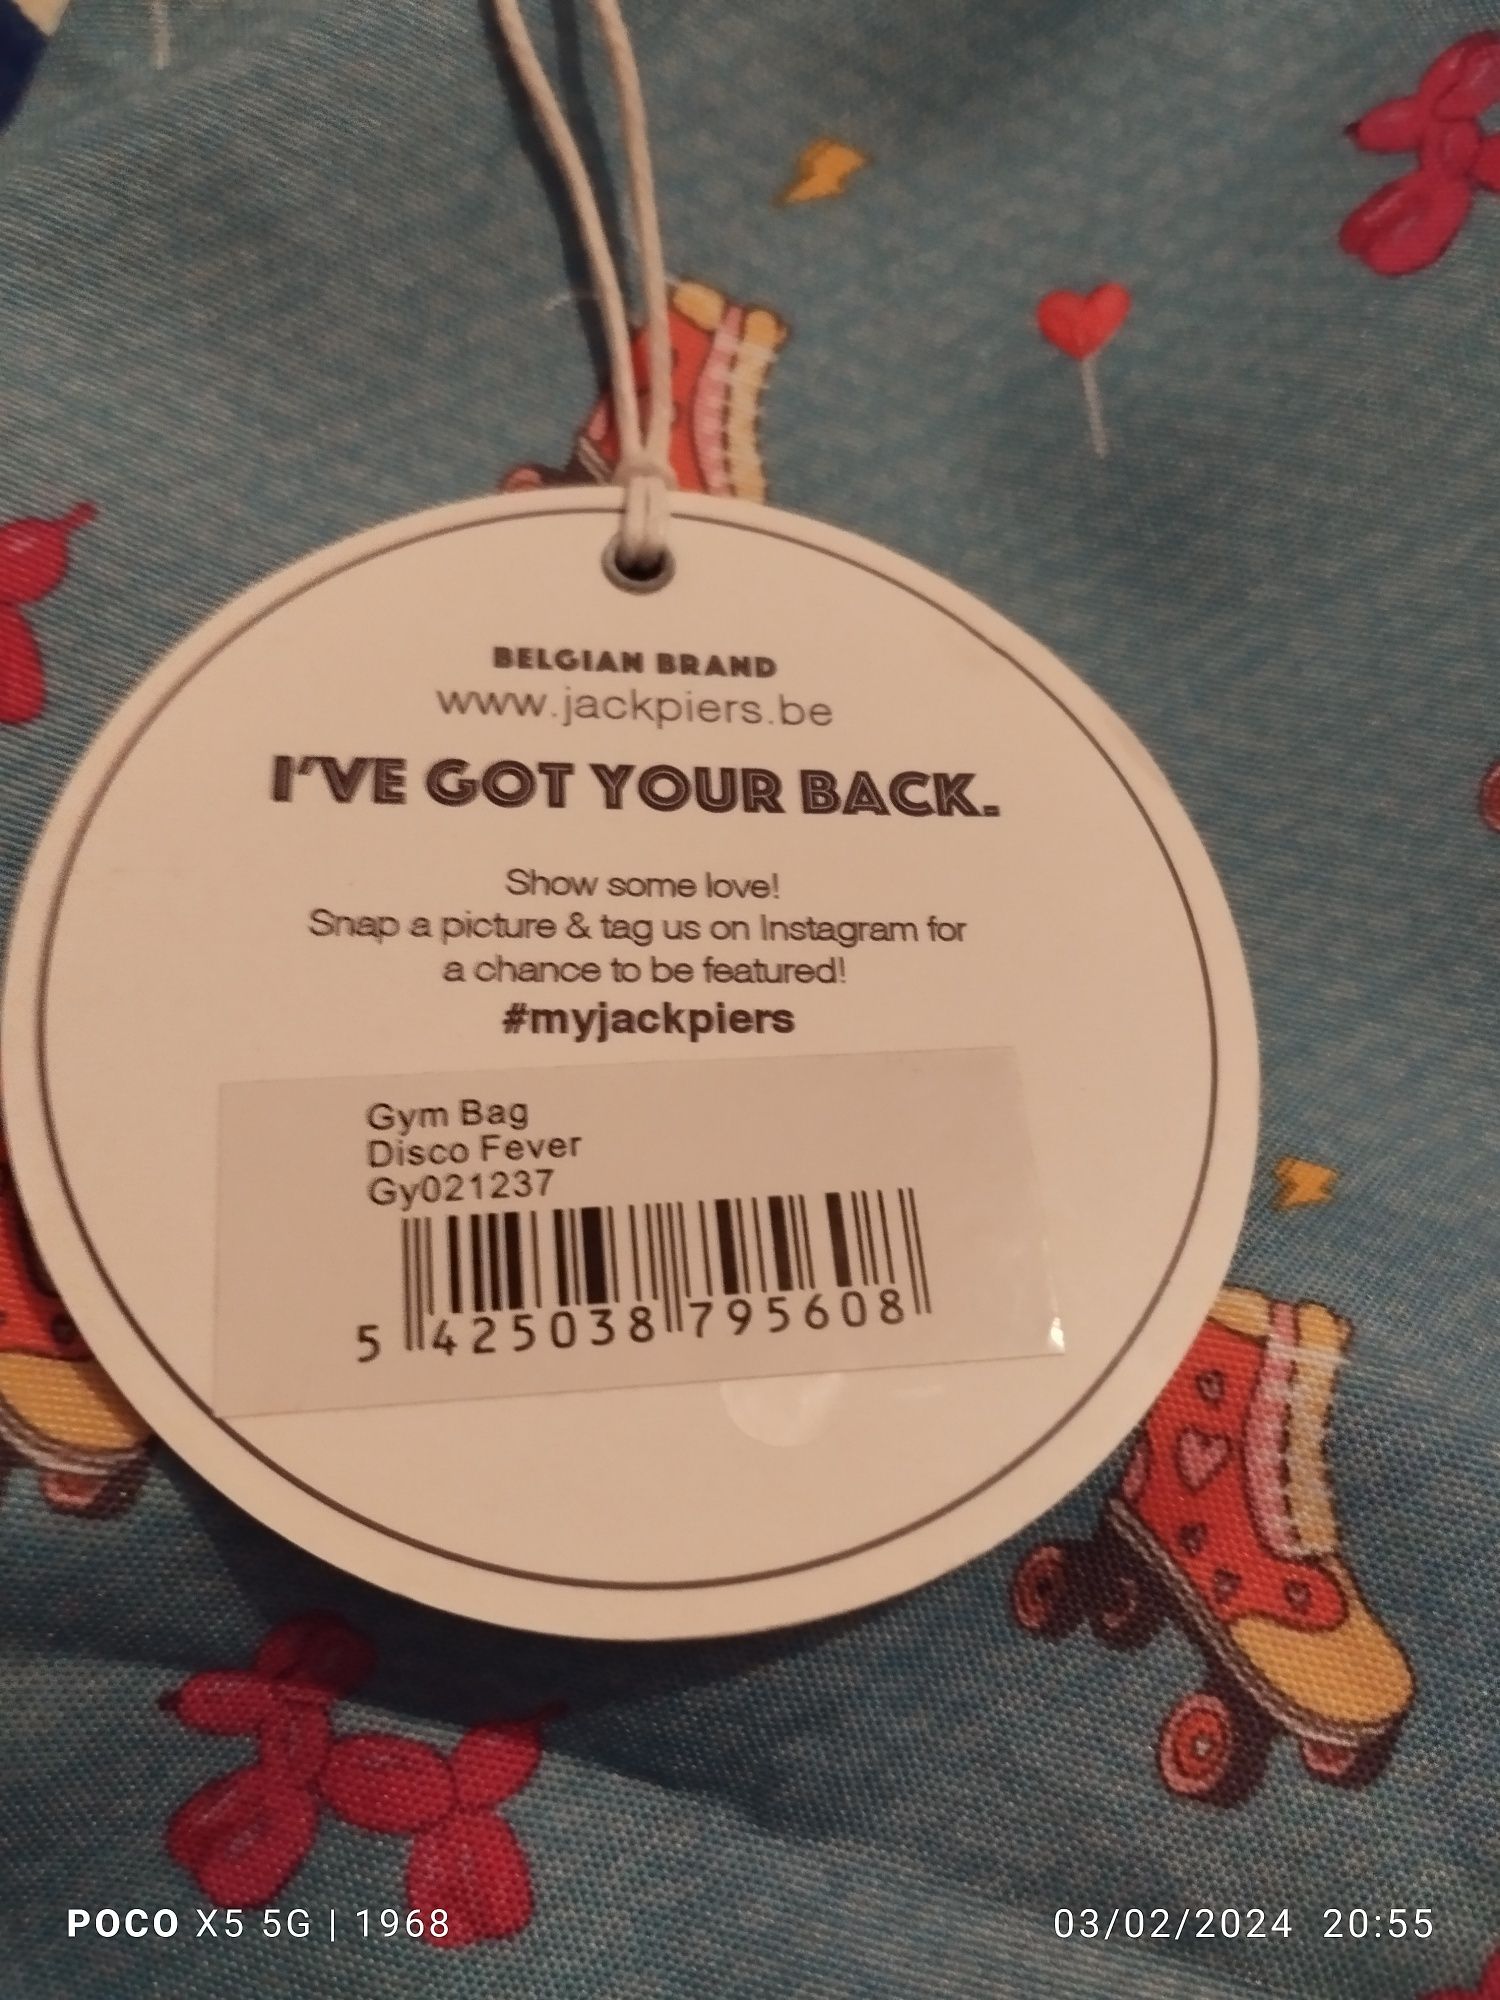 BELGIAN BRAND
www.jackpiers.be
I'VE GOT YOUR BACK.
Show some love!
Snap a picture & tag us on Instagram for
a chance to be featured!
#myjackpiers
Gym Bag
Disco Fever
Gy021237
5 425038 795608
POCO X5 5G | 1968
03/02/2024 20:55